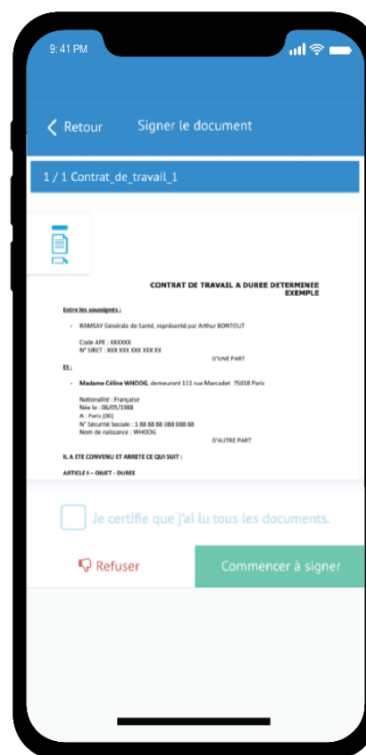 9:41 PM
Retour
Signer le document
1 / 1 Contrat_de_travail_1
CONTRAT DE TRAVAIL A DUREE DETERMINEE
EXEMPLE
Entre les soussignés :
- RAMSAY Générale de Santé, représenté par Arthur BONTOUT
Code APE : XXXXXX
N° SIRET : XXX XXX XXX XXX XX
D'UNE PART
Et :
- Madame Céline WHOOG, demeurant 111 rue Marcadet 75018 Paris
Nationalité : Française
Née le : 08/05/1988
A : Paris (00)
N° Sécurité Sociale : 1 88 88 88 088 088 88
Nom de naissance : WHOOG
D'AUTRE PART
IL A ETE CONVENU ET ARRETE CE QUI SUIT :
ARTICLE I – OBJET - DUREE
Je certifie que j'ai lu tous les documents.
Refuser
Commencer à signer